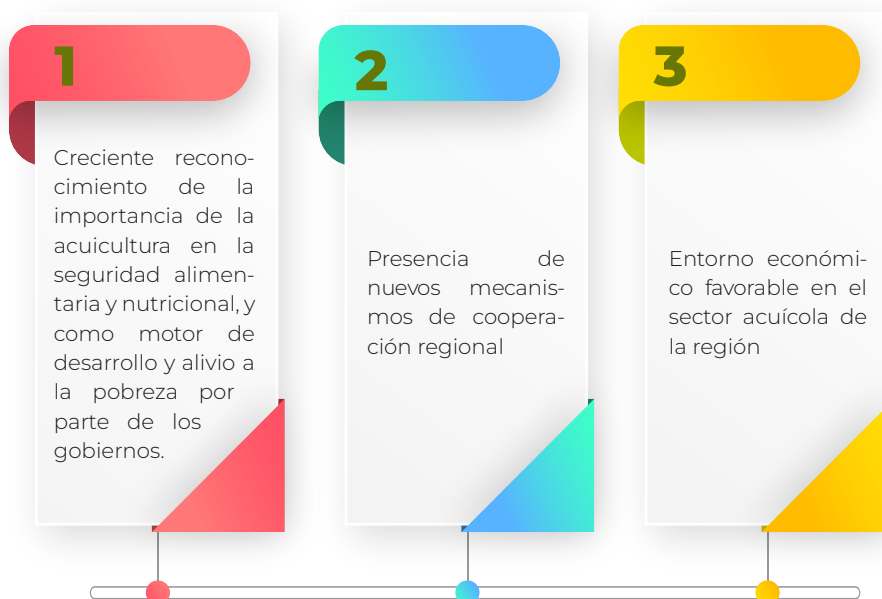 1
Creciente recono-
cimiento de la
importancia de la
acuicultura en la
seguridad alimen-
taria y nutricional, y
como motor de
desarrollo y alivio a
la pobreza por
parte de los
gobiernos.
2
Presencia de
nuevos mecanis-
mos de coopera-
ción regional
3
Entorno económi-
co favorable en el
sector acuícola de
la región